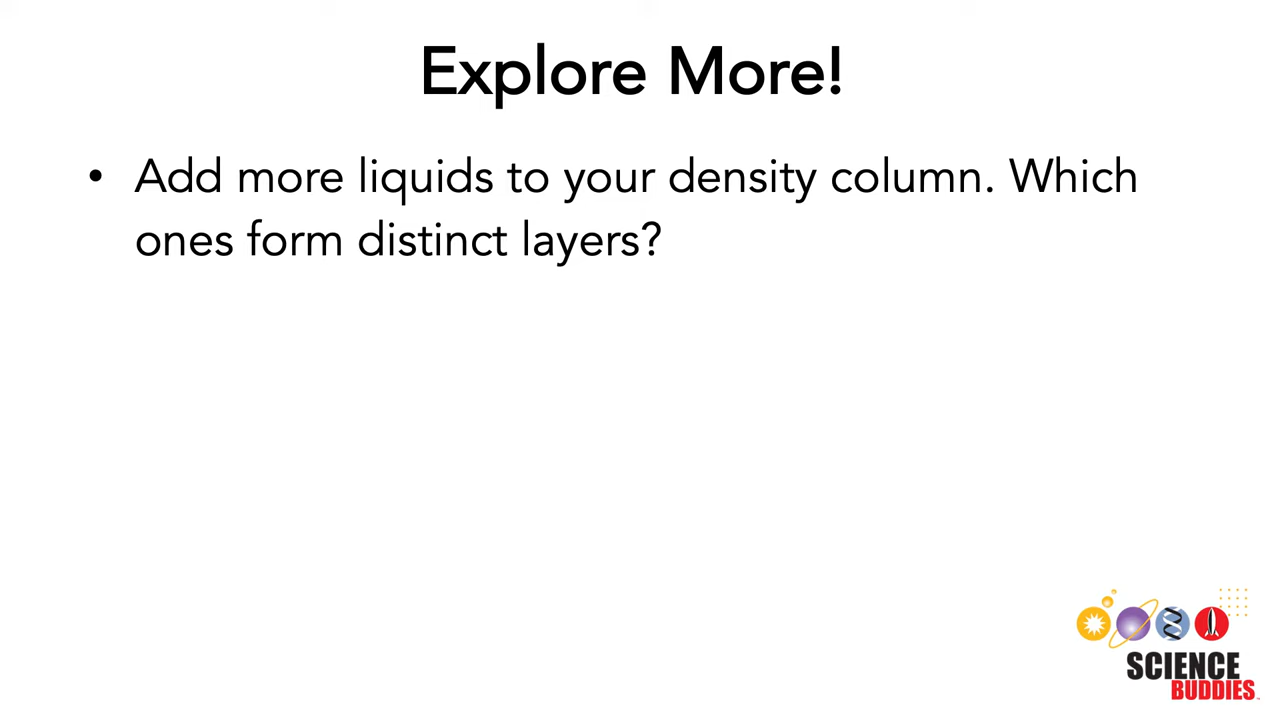 Explore More!
• Add more liquids to your density column. Which
ones form distinct layers?
SCIENCE
BUDDIES